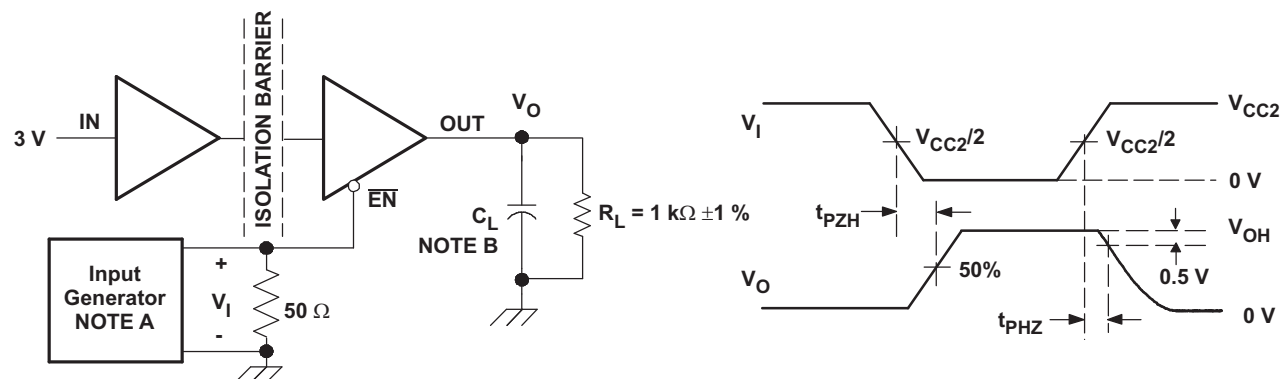 3 V
IN
ISOLATION BARRIER
OUT
V_O
EN
C_L
NOTE B
R_L = 1 kΩ ±1 %
Input
Generator
NOTE A
+
V_I
-
50 Ω
V_I
V_CC2/2
V_CC2/2
V_CC2
0 V
t_PZH
V_OH
50%
0.5 V
V_O
t_PHZ
0 V